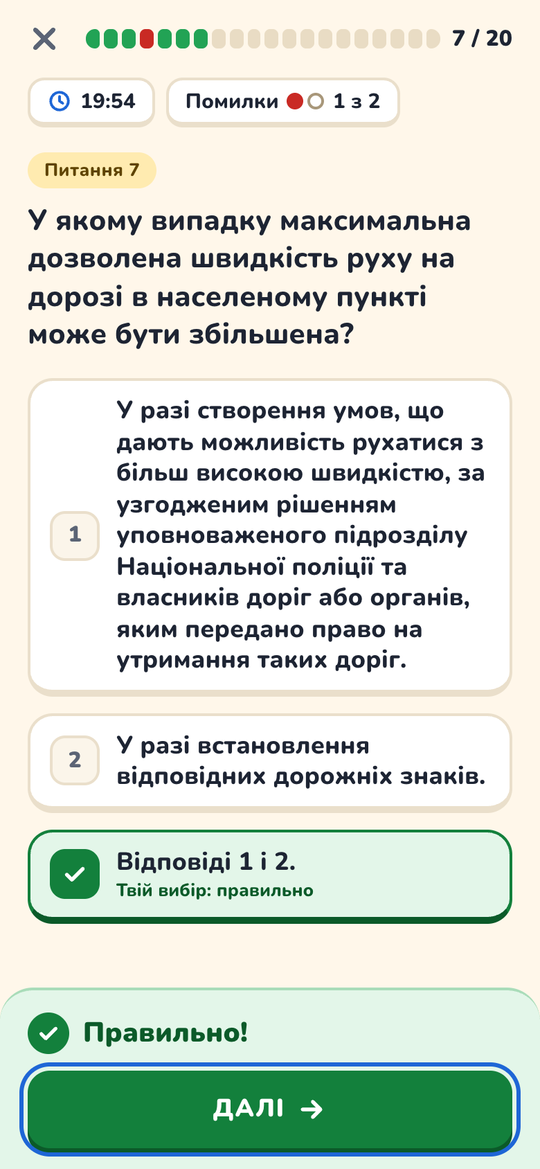 7 / 20
19:54
Помилки 1 з 2
Питання 7
У якому випадку максимальна
дозволена швидкість руху на
дорозі в населеному пункті
може бути збільшена?
1
У разі створення умов, що
дають можливість рухатися з
більш високою швидкістю, за
узгодженим рішенням
уповноваженого підрозділу
Національної поліції та
власників доріг або органів,
яким передано право на
утримання таких доріг.
2
У разі встановлення
відповідних дорожніх знаків.
Відповіді 1 і 2.
Твій вибір: правильно
Правильно!
ДАЛІ →